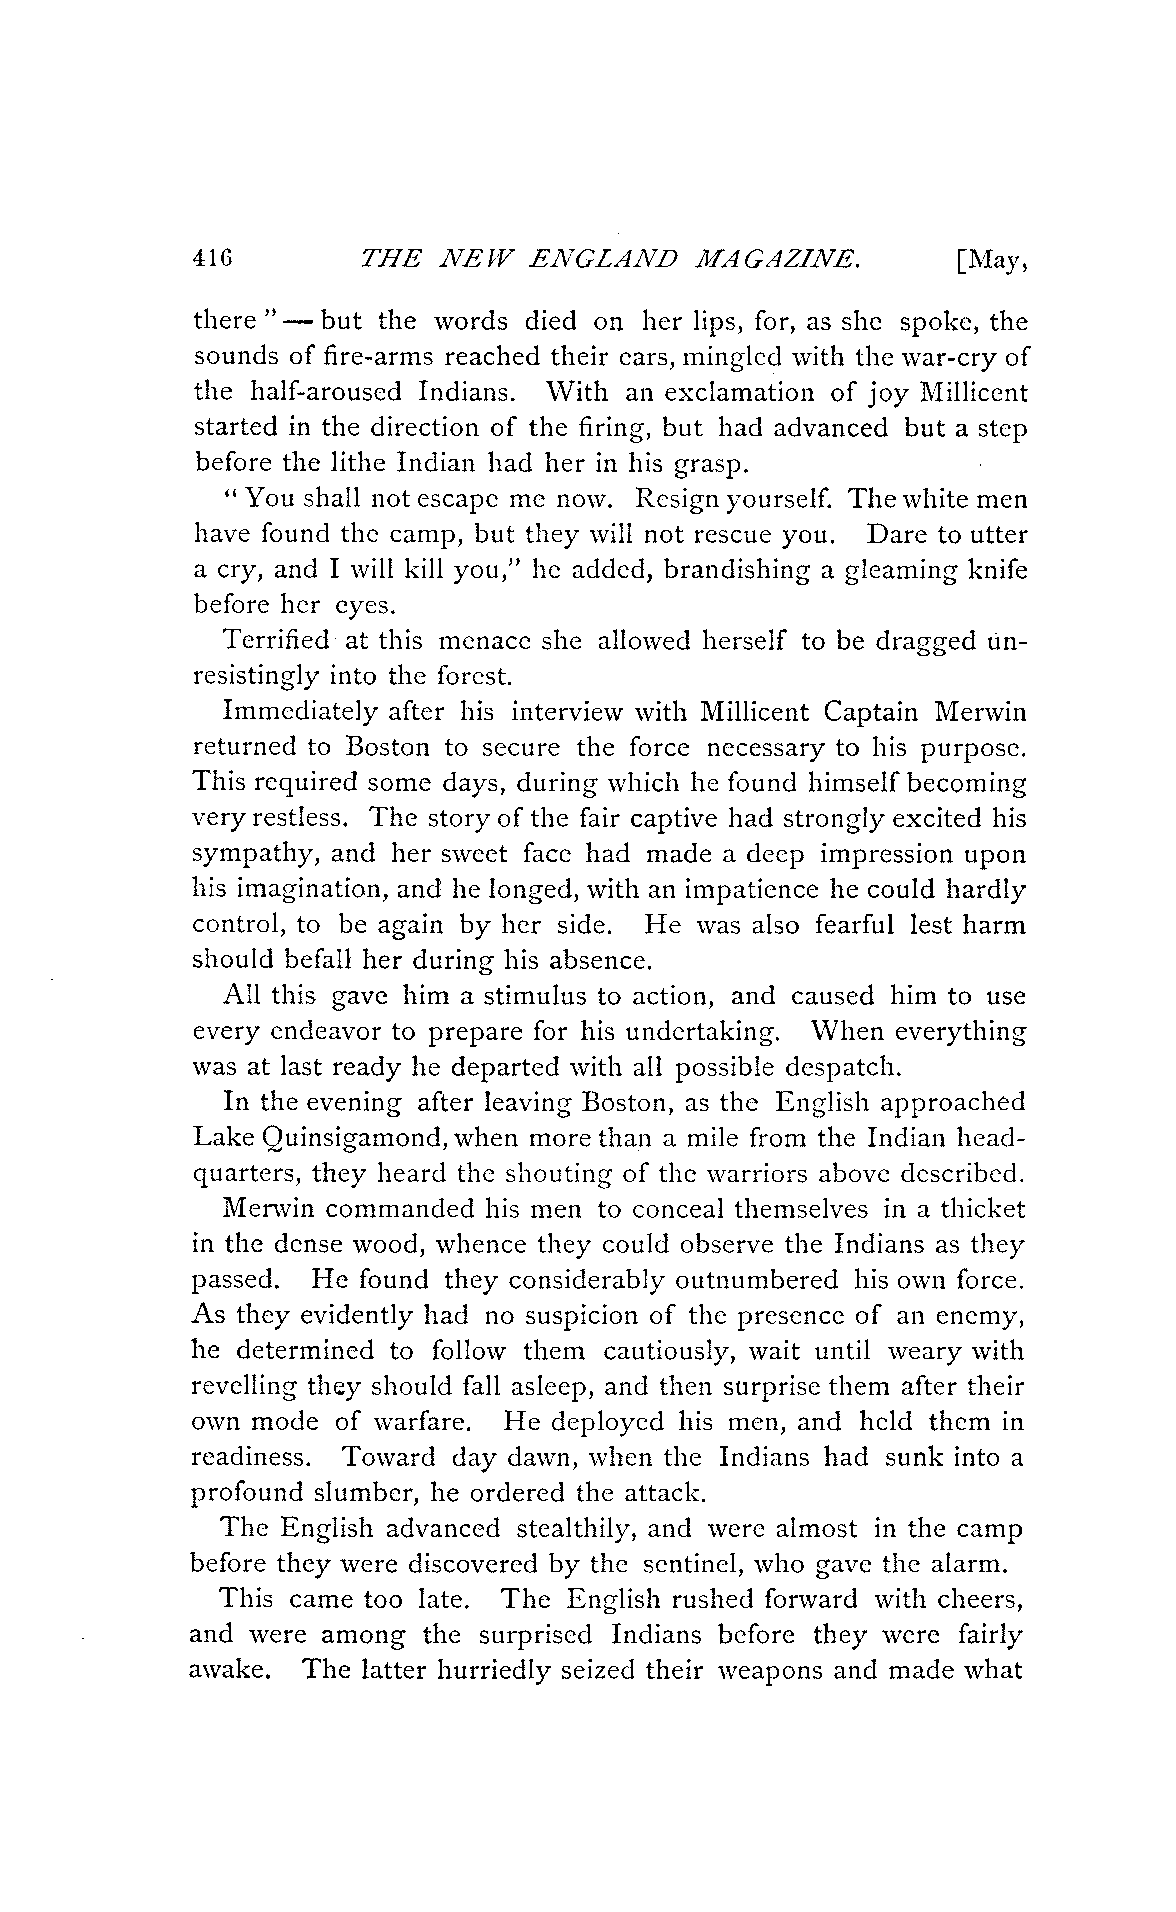 416 THE NEW ENGLAND MAGAZINE. [May,
there " — but the words died on her lips, for, as she spoke, the
sounds of fire-arms reached their ears, mingled with the war-cry of
the half-aroused Indians. With an exclamation of joy Millicent
started in the direction of the firing, but had advanced but a step
before the lithe Indian had her in his grasp.
" You shall not escape me now. Resign yourself. The white men
have found the camp, but they will not rescue you. Dare to utter
a cry, and I will kill you," he added, brandishing a gleaming knife
before her eyes.
Terrified at this menace she allowed herself to be dragged un-
resistingly into the forest.
Immediately after his interview with Millicent Captain Merwin
returned to Boston to secure the force necessary to his purpose.
This required some days, during which he found himself becoming
very restless. The story of the fair captive had strongly excited his
sympathy, and her sweet face had made a deep impression upon
his imagination, and he longed, with an impatience he could hardly
control, to be again by her side. He was also fearful lest harm
should befall her during his absence.
All this gave him a stimulus to action, and caused him to use
every endeavor to prepare for his undertaking. When everything
was at last ready he departed with all possible despatch.
In the evening after leaving Boston, as the English approached
Lake Quinsigamond, when more than a mile from the Indian head-
quarters, they heard the shouting of the warriors above described.
Merwin commanded his men to conceal themselves in a thicket
in the dense wood, whence they could observe the Indians as they
passed. He found they considerably outnumbered his own force.
As they evidently had no suspicion of the presence of an enemy,
he determined to follow them cautiously, wait until weary with
revelling they should fall asleep, and then surprise them after their
own mode of warfare. He deployed his men, and held them in
readiness. Toward day dawn, when the Indians had sunk into a
profound slumber, he ordered the attack.
The English advanced stealthily, and were almost in the camp
before they were discovered by the sentinel, who gave the alarm.
This came too late. The English rushed forward with cheers,
and were among the surprised Indians before they were fairly
awake. The latter hurriedly seized their weapons and made what